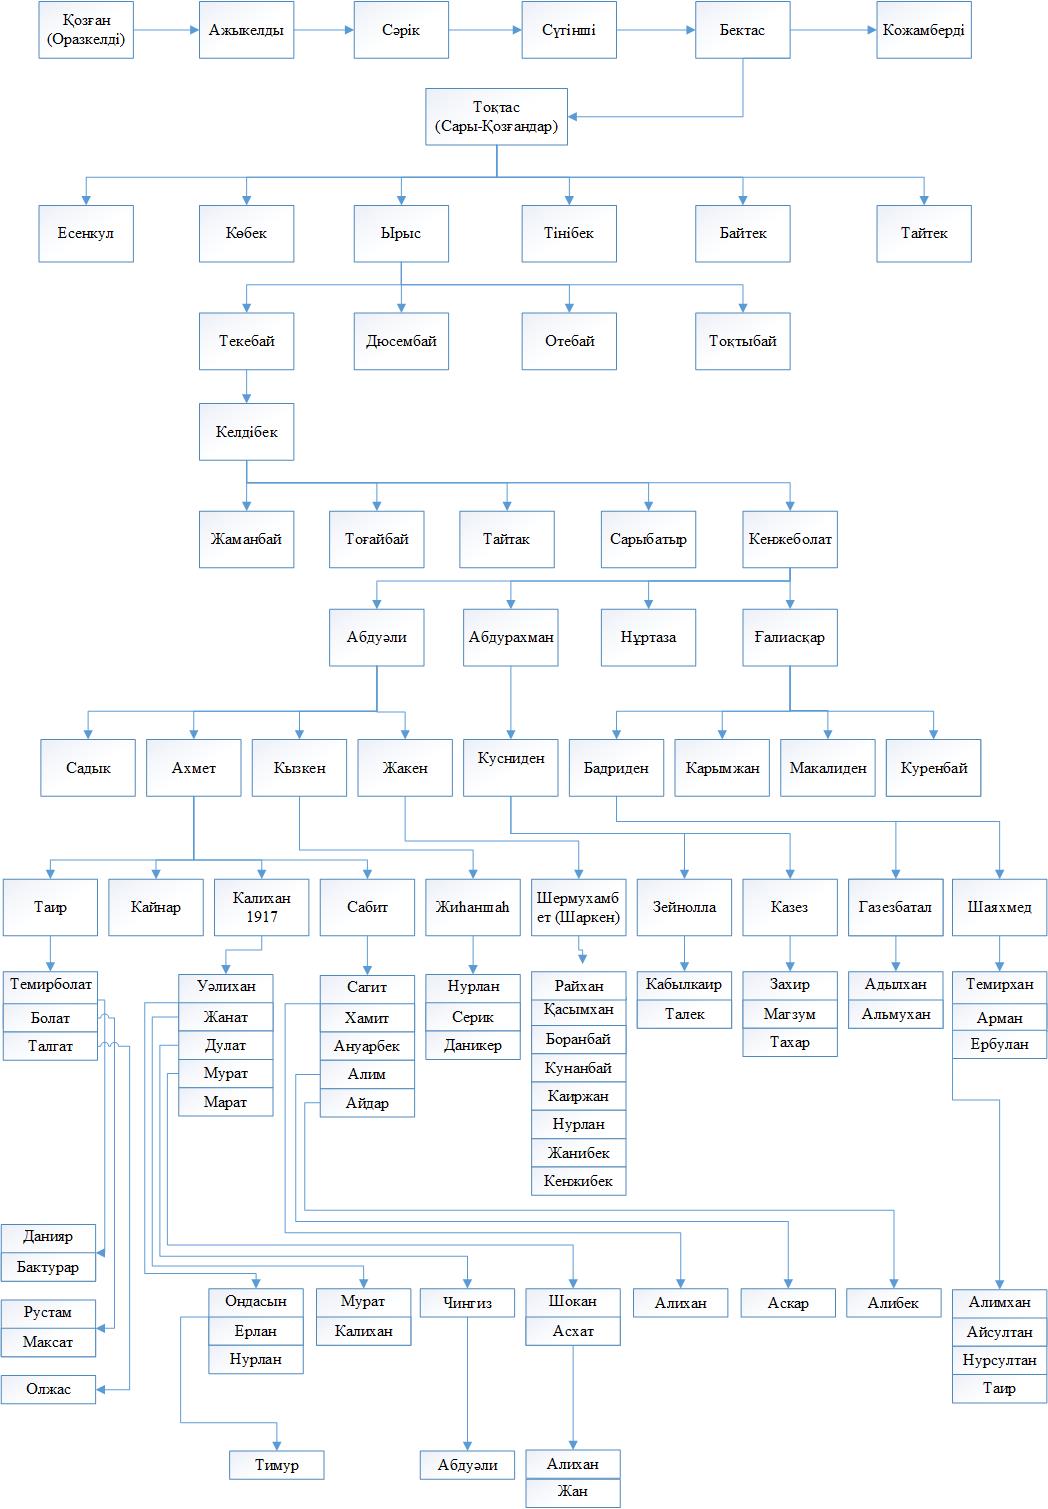 Қозған
(Оразкелді)
Ажыкелды
Сәрік
Сүгінші
Бектас
Кожамберді
Тоқтас
(Сары-Қозғандар)
Есенкул
Көбек
Ырыс
Тінібек
Байтек
Тайтек
Текебай
Дюсембай
Отебай
Тоқтыбай
Келдібек
Жаманбай
Тоғайбай
Тайтак
Сарыбатыр
Кенжеболат
Абдуәли
Абдурахман
Нұртаза
Ғалиасқар
Садык
Ахмет
Кызкен
Жакен
Кусниден
Бадриден
Карымжан
Макалиден
Куренбай
Таир
Кайнар
Калихан
1917
Сабит
Жиһаншаһ
Шермухамб
ет (Шаркен)
Зейнолла
Казез
Газезбатал
Шаяхмед
Темирболат
Болат
Талгат
Уәлихан
Жанат
Дулат
Мурат
Марат
Сагит
Хамит
Ануарбек
Алим
Айдар
Нурлан
Серик
Даникер
Райхан
Қасымхан
Боранбай
Кунанбай
Каиржан
Нурлан
Жанибек
Кенжибек
Кабылкаир
Талек
Захир
Магзум
Тахар
Адылхан
Альмухан
Темирхан
Арман
Ербулан
Данияр
Бактурар
Рустам
Максат
Олжас
Ондасын
Ерлан
Нурлан
Мурат
Калихан
Чингиз
Шокан
Асхат
Алихан
Аскар
Алибек
Алимхан
Айсултан
Нурсултан
Таир
Тимур
Абдуәли
Алихан
Жан